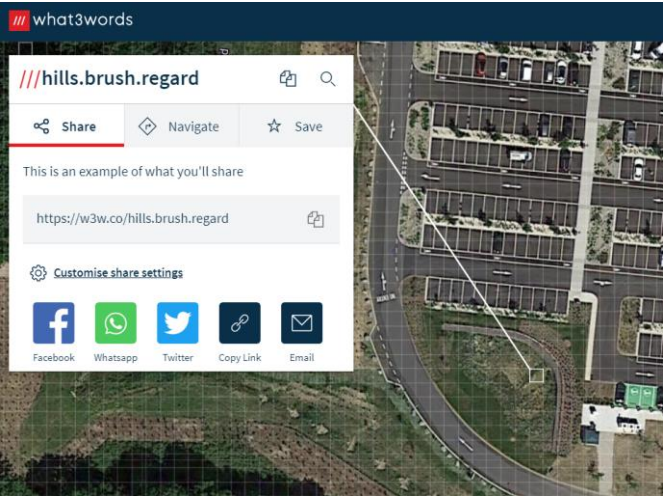 what3words
///hills.brush.regard
Share
Navigate
Save
This is an example of what you'll share
https://w3w.co/hills.brush.regard
Customise share settings
Facebook
Whatsapp
Twitter
Copy Link
Email